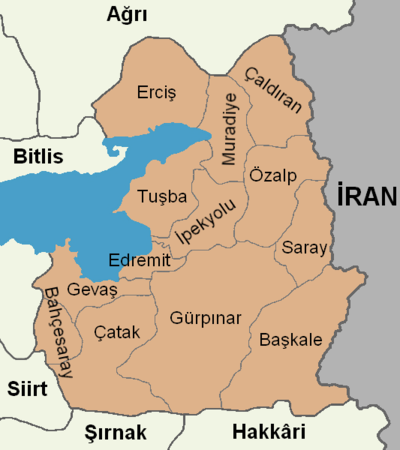 Ağrı
Erciş
Çaldıran
Muradiye
Bitlis
Özalp
Tuşba
İRAN
İpekyolu
Saray
Edremit
Gevaş
Bahçesaray
Gürpınar
Çatak
Başkale
Siirt
Şırnak
Hakkâri